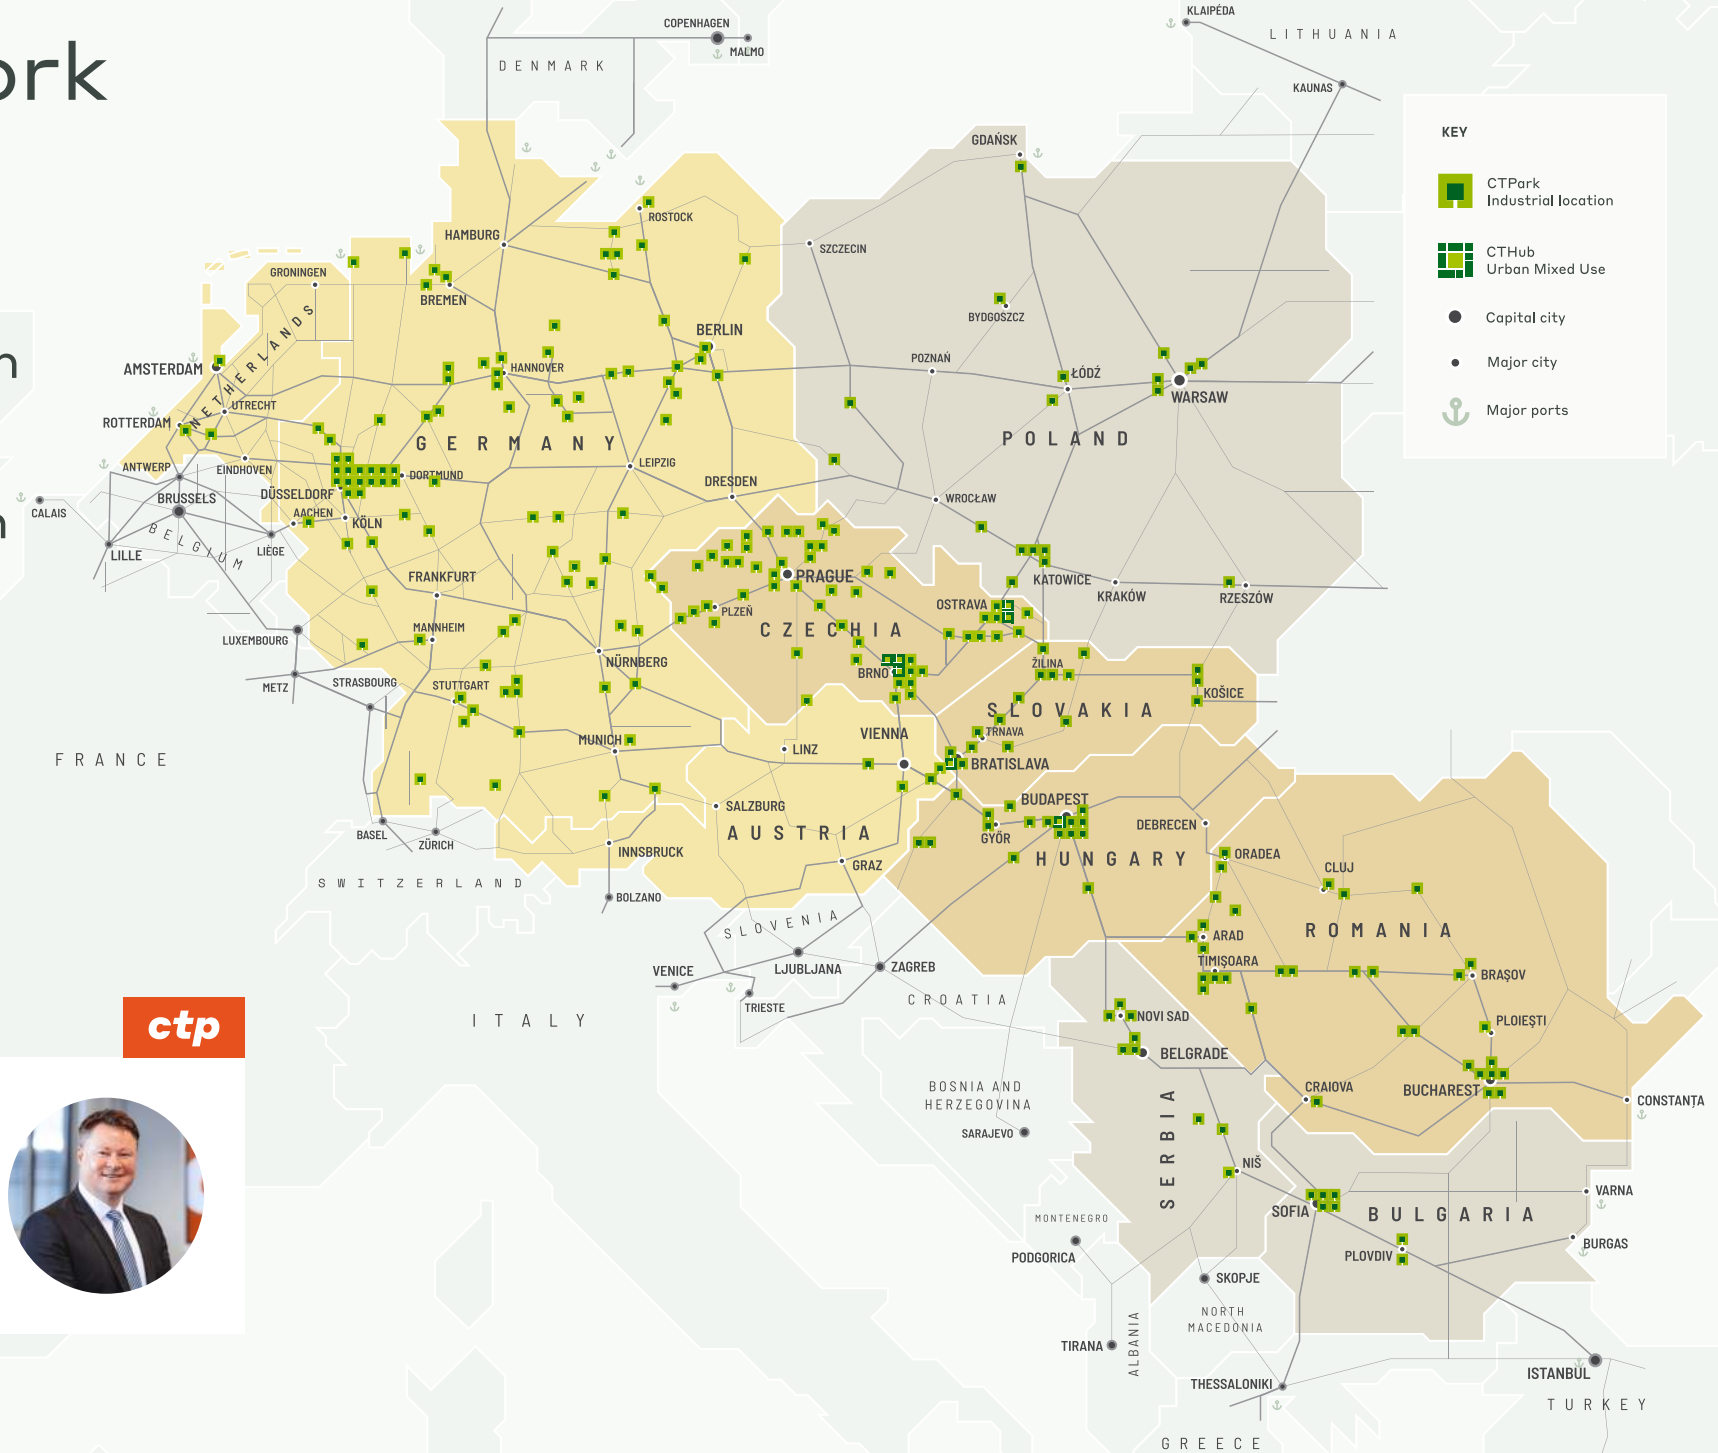 ork
n
n
KEY
CTPark
Industrial location
CTHub
Urban Mixed Use
Capital city
Major city
Major ports
COPENHAGEN
MALMO
DENMARK
KLAIPĖDA
LITHUANIA
KAUNAS
GDAŃSK
ROSTOCK
HAMBURG
SZCZECIN
GRONINGEN
BREMEN
BYDGOSZCZ
BERLIN
NETHERLANDS
AMSTERDAM
HANNOVER
POZNAŃ
ŁÓDŹ
WARSAW
UTRECHT
ROTTERDAM
GERMANY
POLAND
ANTWERP
EINDHOVEN
DORTMUND
LEIPZIG
DRESDEN
DÜSSELDORF
BRUSSELS
WROCŁAW
CALAIS
AACHEN
KÖLN
BELGIUM
LILLE
LIÈGE
FRANKFURT
PRAGUE
KATOWICE
KRAKÓW
RZESZÓW
OSTRAVA
PLZEŇ
CZECHIA
LUXEMBOURG
MANNHEIM
NÜRNBERG
BRNO
ŽILINA
METZ
STRASBOURG
STUTTGART
KOŠICE
SLOVAKIA
TRNAVA
VIENNA
MUNICH
LINZ
BRATISLAVA
FRANCE
SALZBURG
BUDAPEST
AUSTRIA
DEBRECEN
BASEL
ZÜRICH
GYŐR
INNSBRUCK
HUNGARY
ORADEA
GRAZ
CLUJ
SWITZERLAND
BOLZANO
SLOVENIA
ROMANIA
ARAD
TIMIŞOARA
VENICE
LJUBLJANA
ZAGREB
BRAŞOV
TRIESTE
CROATIA
ITALY
NOVI SAD
PLOIEŞTI
ctp
BELGRADE
BOSNIA AND
HERZEGOVINA
CRAIOVA
BUCHAREST
CONSTANȚA
SARAJEVO
SERBIA
NIŠ
VARNA
SOFIA
BULGARIA
MONTENEGRO
PODGORICA
PLOVDIV
BURGAS
SKOPJE
NORTH
MACEDONIA
TIRANA
ALBANIA
ISTANBUL
THESSALONIKI
TURKEY
GREECE